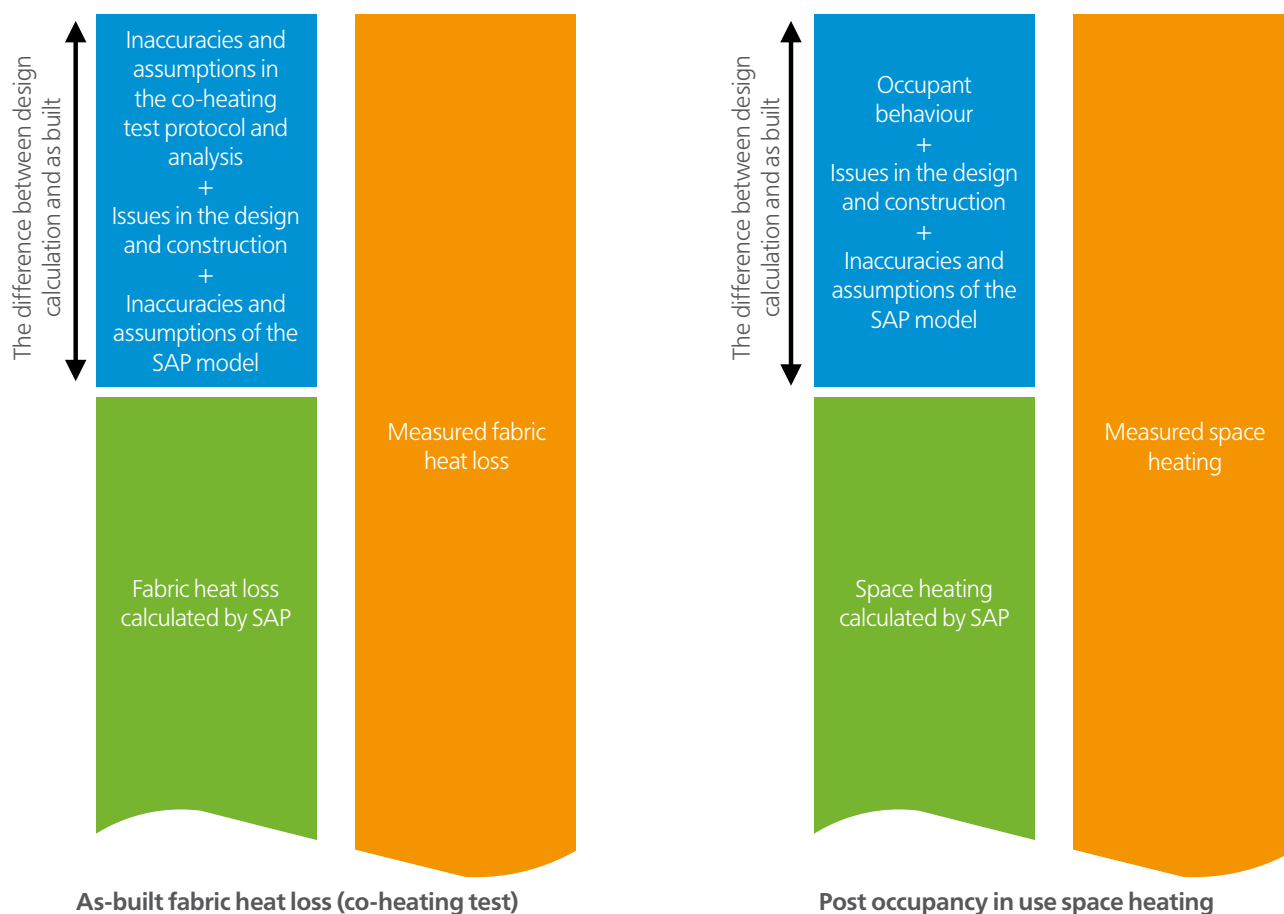 The difference between design
calculation and as built
Inaccuracies and
assumptions in
the co-heating
test protocol and
analysis
+
Issues in the design
and construction
+
Inaccuracies and
assumptions of the
SAP model
Fabric heat loss
calculated by SAP
Measured fabric
heat loss
As-built fabric heat loss (co-heating test)
The difference between design
calculation and as built
Occupant
behaviour
+
Issues in the design
and construction
+
Inaccuracies and
assumptions of the
SAP model
Space heating
calculated by SAP
Measured space
heating
Post occupancy in use space heating